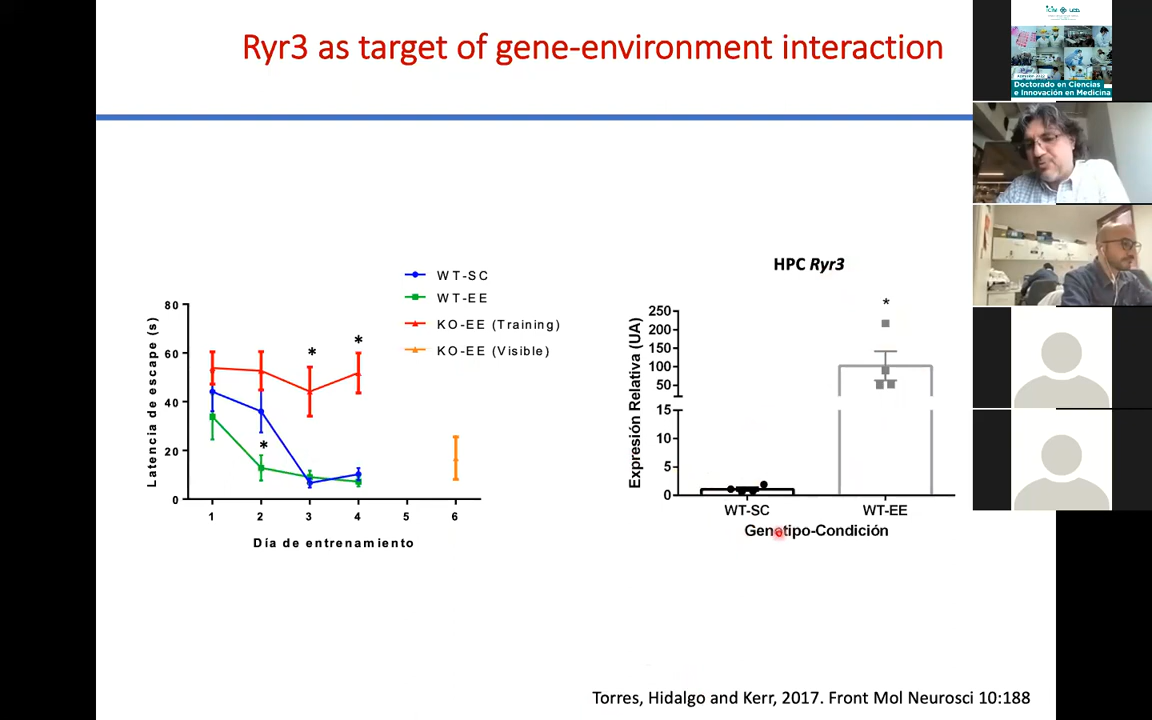 Ryr3 as target of gene-environment interaction
WT-SC
WT-EE
KO-EE (Training)
KO-EE (Visible)
80
60
40
20
0
Latencia de escape (s)
*
*
*
1
2
3
4
5
6
Día de entrenamiento
HPC Ryr3
*
250
200
150
100
50
15
10
5
0
Expresión Relativa (UA)
WT-SC
WT-EE
Genotipo-Condición
Torres, Hidalgo and Kerr, 2017. Front Mol Neurosci 10:188
Doctorado en Ciencias
e Innovación en Medicina